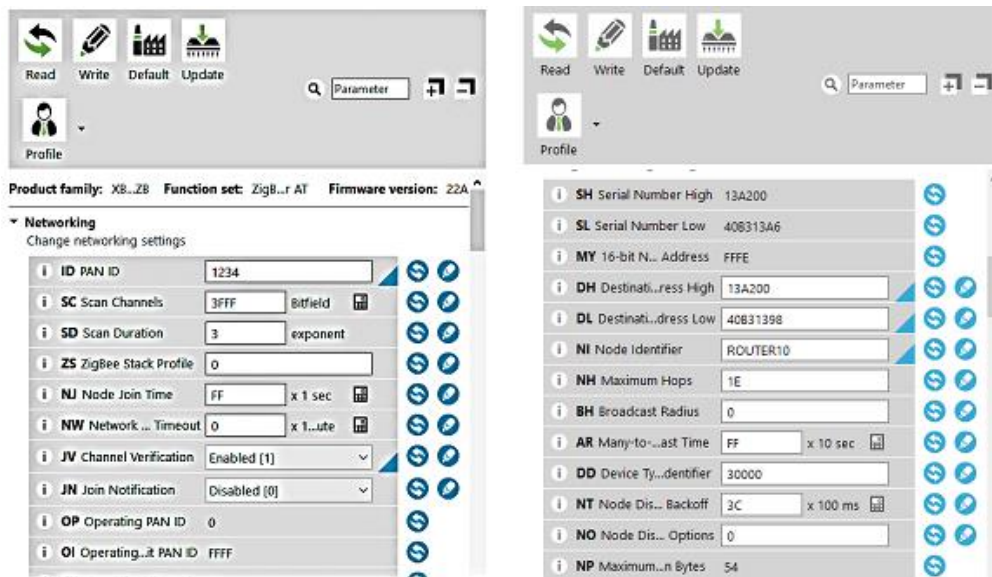 Read Write Default Update
Parameter
Profile
Product family: XB...ZB Function set: ZigB...r AT Firmware version: 22A
Networking
Change networking settings
i ID PAN ID 1234
i SC Scan Channels 3FFF Bitfield
i SD Scan Duration 3 exponent
i ZS ZigBee Stack Profile 0
i NJ Node Join Time FF x 1 sec
i NW Network ... Timeout 0 x 1...ute
i JV Channel Verification Enabled [1]
i JN Join Notification Disabled [0]
i OP Operating PAN ID 0
i OI Operating...it PAN ID FFFF
Read Write Default Update
Parameter
Profile
i SH Serial Number High 13A200
i SL Serial Number Low 40B313A6
i MY 16-bit N... Address FFFE
i DH Destinati...ress High 13A200
i DL Destinati...dress Low 40B31398
i NI Node Identifier ROUTER10
i NH Maximum Hops 1E
i BH Broadcast Radius 0
i AR Many-to-...ast Time FF x 10 sec
i DD Device Ty...dentifier 30000
i NT Node Dis... Backoff 3C x 100 ms
i NO Node Dis... Options 0
i NP Maximum...n Bytes 54